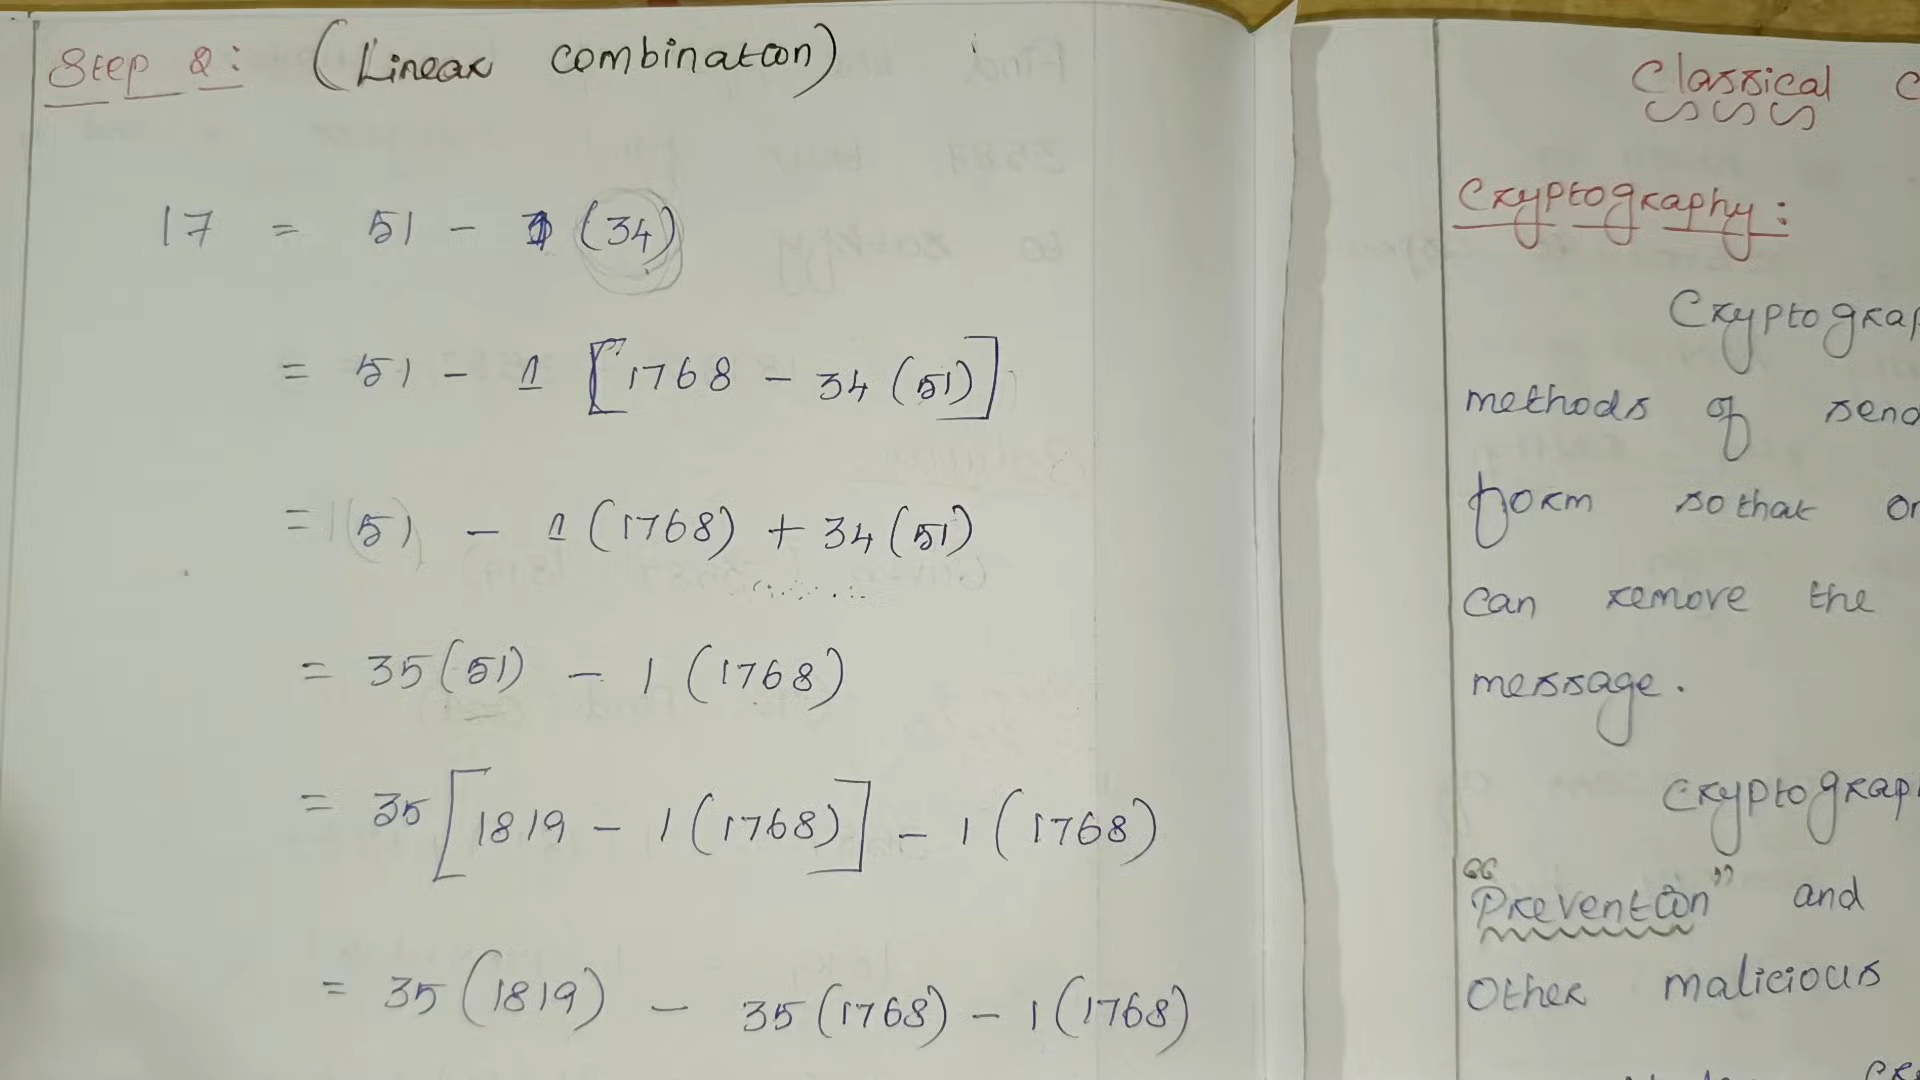 Step 2: (Linear combination)
17 = 51 - 1 (34)
= 51 - 1 [1768 - 34 (51)]
= 1(51) - 1 (1768) + 34 (51)
= 35 (51) - 1 (1768)
= 35 [1819 - 1 (1768)] - 1 (1768)
= 35 (1819) - 35 (1768) - 1 (1768)
Classical C
Cryptography:
Cryptograp
methods of send
form so that on
can remove the
message.
Cryptograp
"Prevention" and
Other malicious